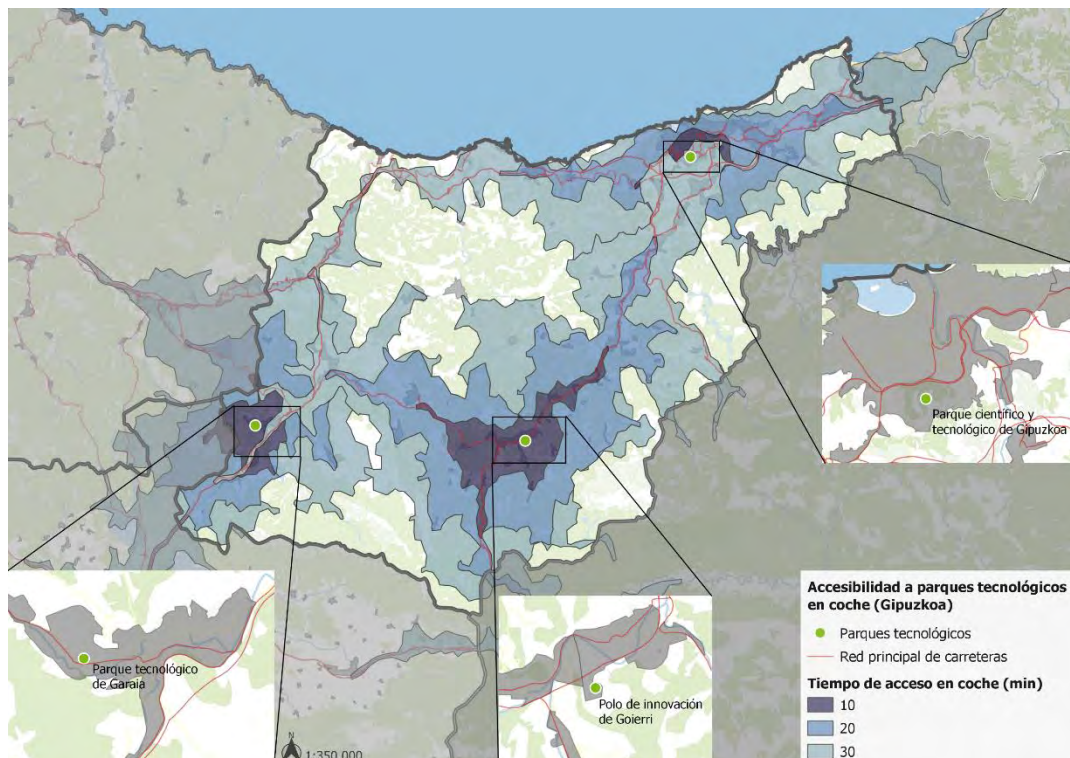 Parque científico y
tecnológico de Gipuzkoa
Parque tecnológico
de Garaia
Polo de innovación
de Goierri
N
1:350.000
Accesibilidad a parques tecnológicos
en coche (Gipuzkoa)
Parques tecnológicos
Red principal de carreteras
Tiempo de acceso en coche (min)
10
20
30